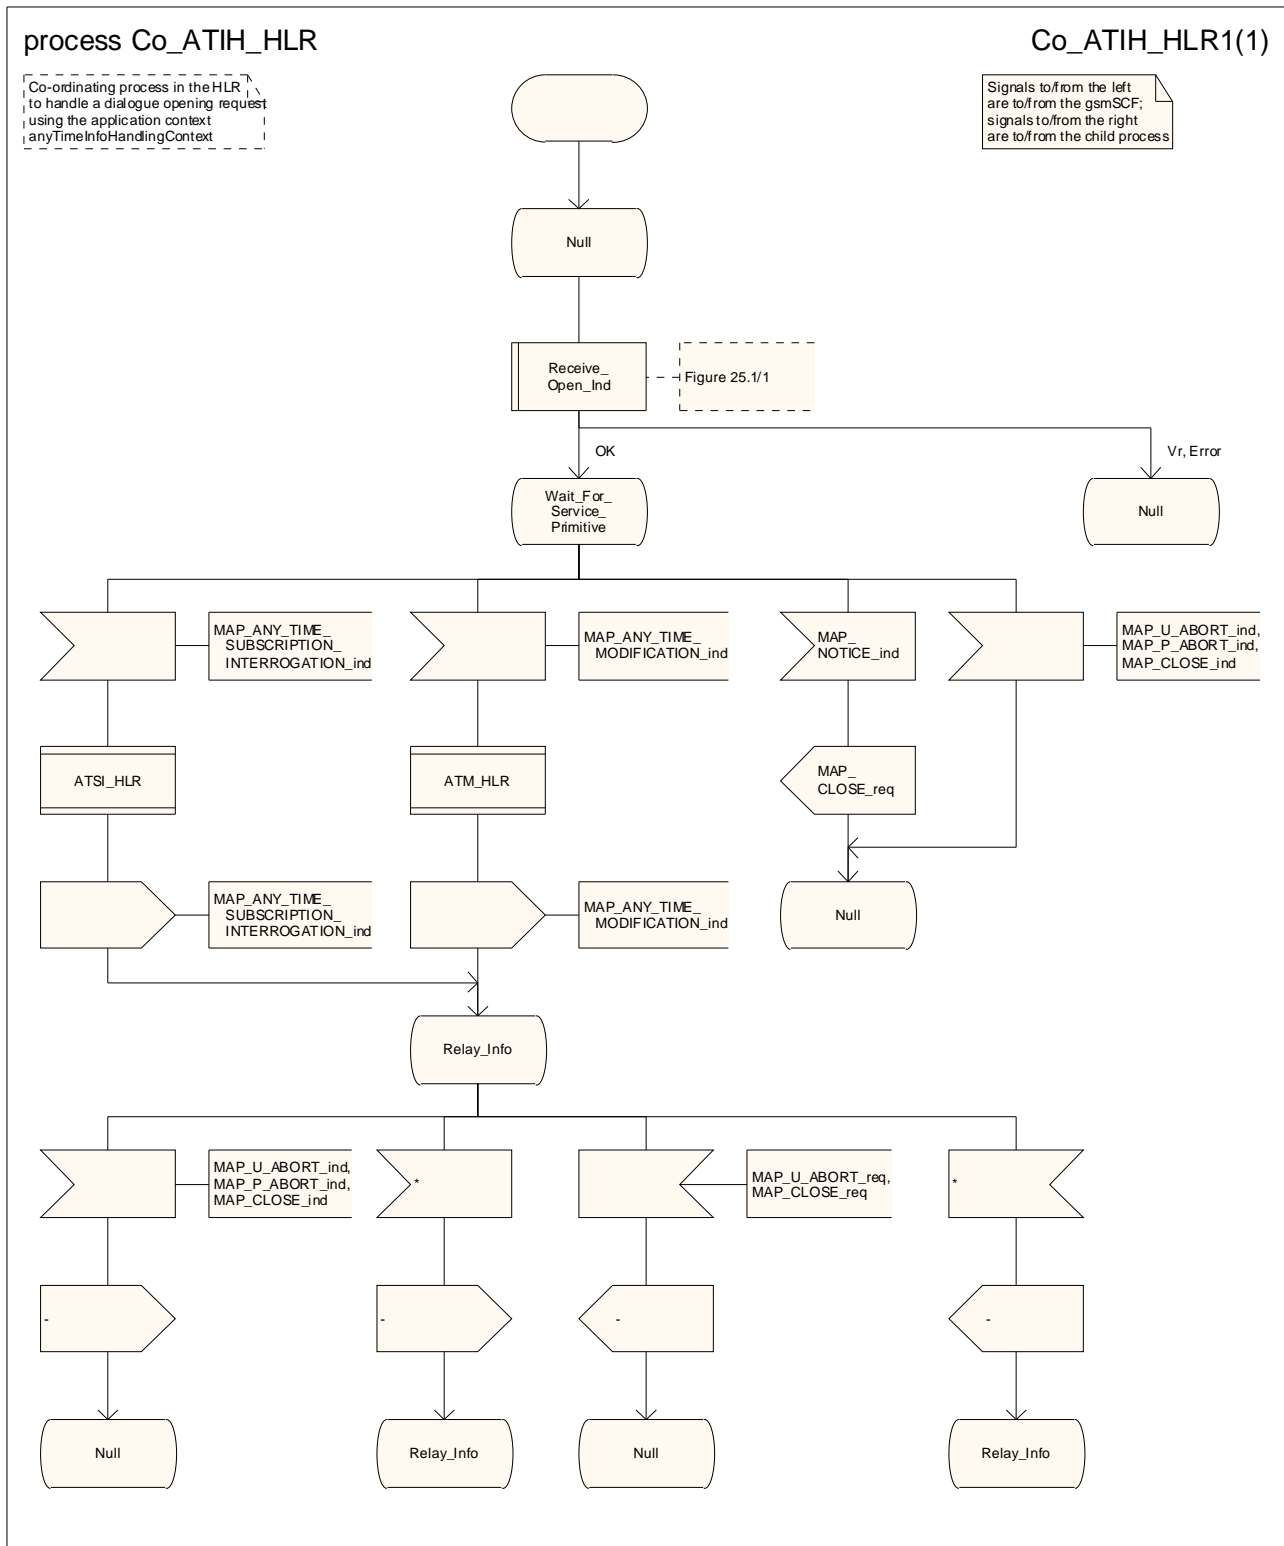 process Co_ATIH_HLR
Co_ATIH_HLR1(1)
Co-ordinating process in the HLR
to handle a dialogue opening request
using the application context
anyTimeInfoHandlingContext
Signals to/from the left
are to/from the gsmSCF;
signals to/from the right
are to/from the child process
Null
Receive_
Open_Ind
Figure 25.1/1
OK
Vr, Error
Wait_For_
Service_
Primitive
Null
MAP_ANY_TIME_
SUBSCRIPTION_
INTERROGATION_ind
MAP_ANY_TIME_
MODIFICATION_ind
MAP_
NOTICE_ind
MAP_U_ABORT_ind,
MAP_P_ABORT_ind,
MAP_CLOSE_ind
ATSI_HLR
ATM_HLR
MAP_
CLOSE_req
MAP_ANY_TIME_
SUBSCRIPTION_
INTERROGATION_ind
MAP_ANY_TIME_
MODIFICATION_ind
Null
Relay_Info
MAP_U_ABORT_ind,
MAP_P_ABORT_ind,
MAP_CLOSE_ind
*
MAP_U_ABORT_req,
MAP_CLOSE_req
*
-
-
-
-
Null
Relay_Info
Null
Relay_Info